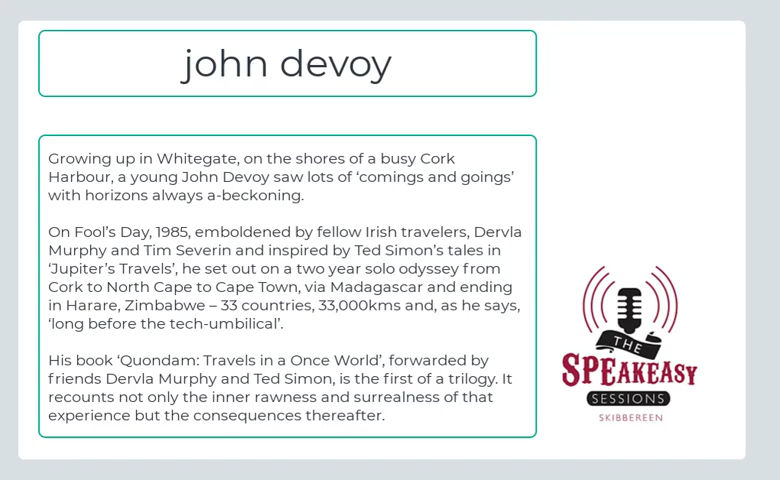 john devoy
Growing up in Whitegate, on the shores of a busy Cork
Harbour, a young John Devoy saw lots of ‘comings and goings’
with horizons always a-beckoning.
On Fool’s Day, 1985, emboldened by fellow Irish travelers, Dervla
Murphy and Tim Severin and inspired by Ted Simon’s tales in
‘Jupiter’s Travels’, he set out on a two year solo odyssey from
Cork to North Cape to Cape Town, via Madagascar and ending
in Harare, Zimbabwe – 33 countries, 33,000kms and, as he says,
‘long before the tech-umbilical’.
His book ‘Quondam: Travels in a Once World’, forwarded by
friends Dervla Murphy and Ted Simon, is the first of a trilogy. It
recounts not only the inner rawness and surrealness of that
experience but the consequences thereafter.
THE
SPEAKEASY
SESSIONS
SKIBBEREEN